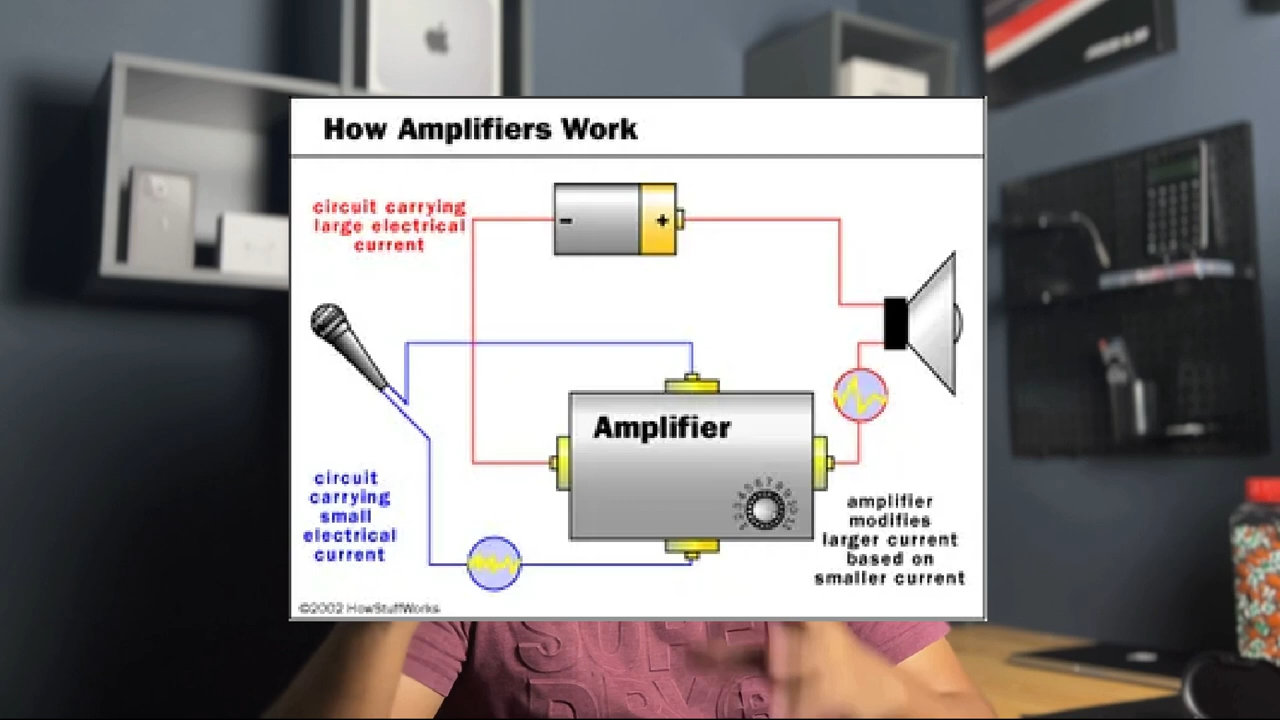 How Amplifiers Work
circuit carrying
large electrical
current
-
+
Amplifier
circuit
carrying
small
electrical
current
amplifier
modifies
larger current
based on
smaller current
©2002 HowStuffWorks